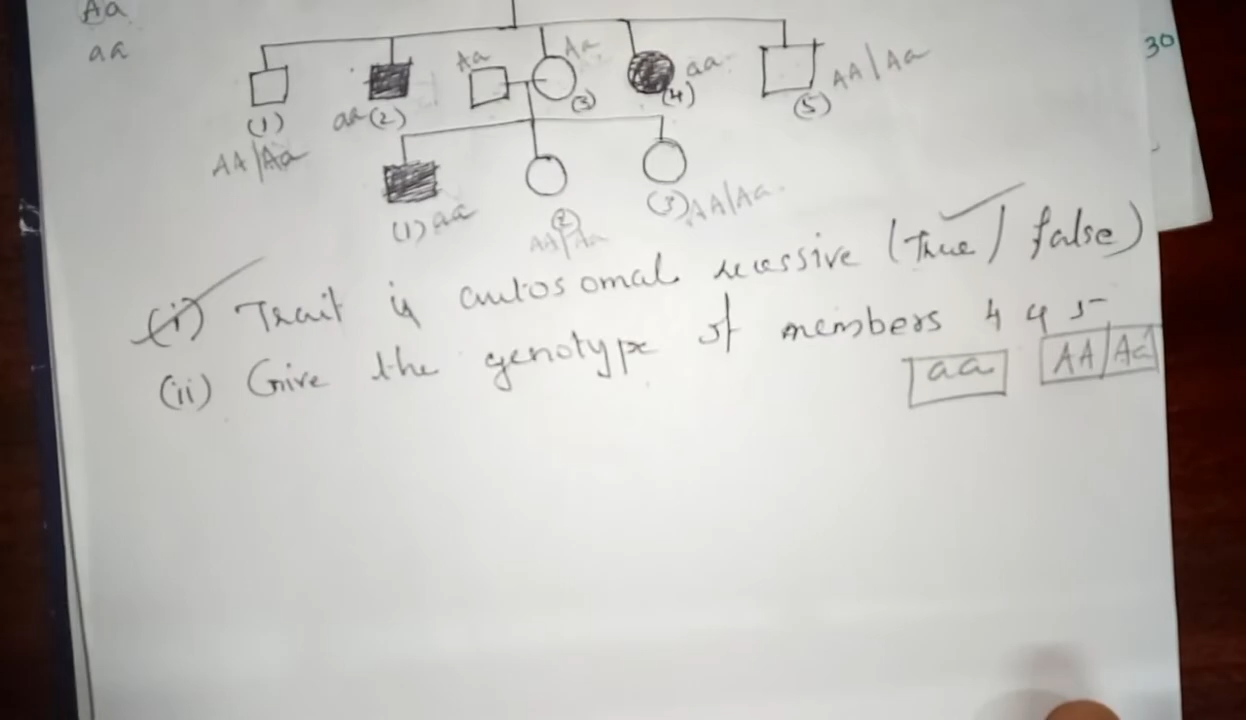 Aa
aa
30
Aa
Aa
aa
AA|Aa
(1)
aa(2)
(3)
(4)
(5)
AA|Aa
(1) aa
2
AA|Aa
(3) AA|Aa
(i) Trait is autosomal recessive (True / false)
(ii) Give the genotype of members 4 & 5
aa
AA|Aa